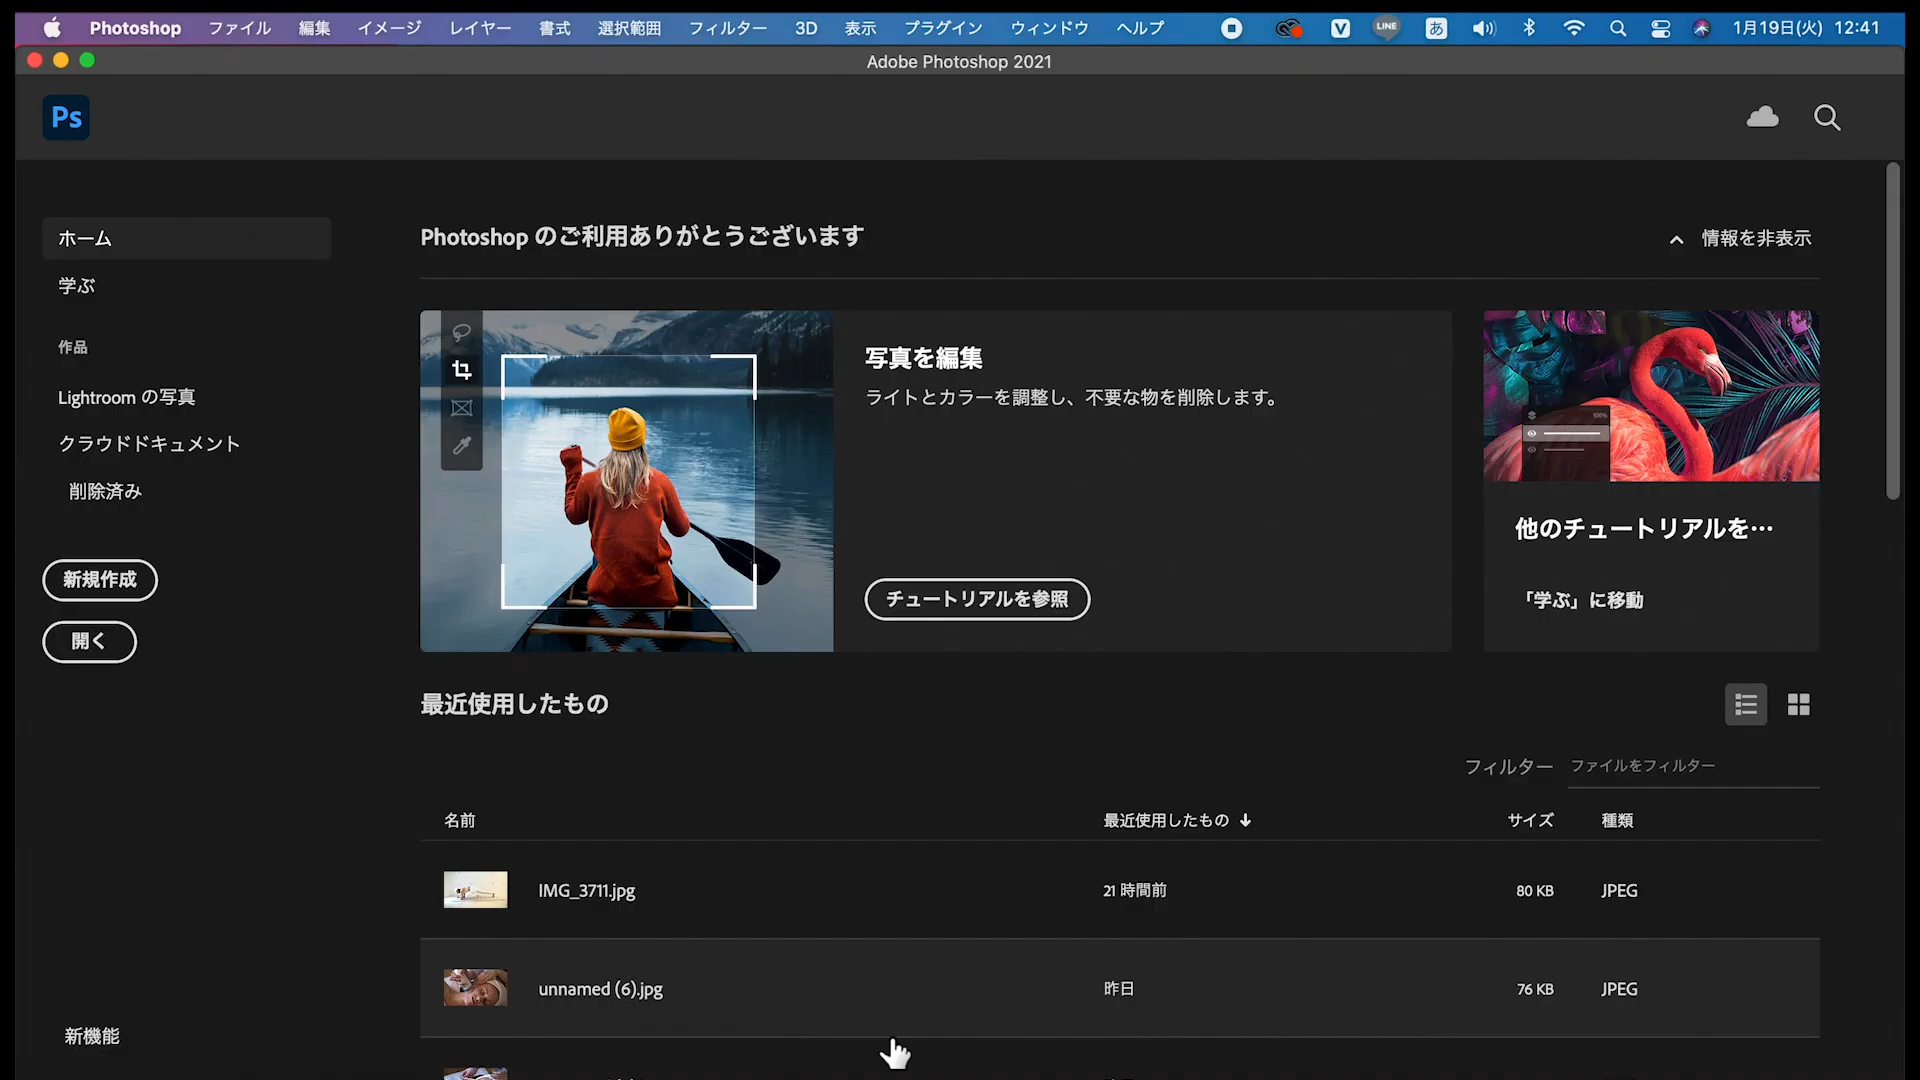 Photoshop ファイル 編集 イメージ レイヤー 書式 選択範囲 フィルター 3D 表示 プラグイン ウィンドウ ヘルプ V LINE あ 1月19日(火) 12:41
Adobe Photoshop 2021
Ps
ホーム
学ぶ
作品
Lightroom の写真
クラウドドキュメント
削除済み
新規作成
開く
新機能
Photoshop のご利用ありがとうございます
情報を非表示
写真を編集
ライトとカラーを調整し、不要な物を削除します。
チュートリアルを参照
100%
他のチュートリアルを…
「学ぶ」に移動
最近使用したもの
フィルター ファイルをフィルター
名前 最近使用したもの ↓ サイズ 種類
IMG_3711.jpg 21 時間前 80 KB JPEG
unnamed (6).jpg 昨日 76 KB JPEG